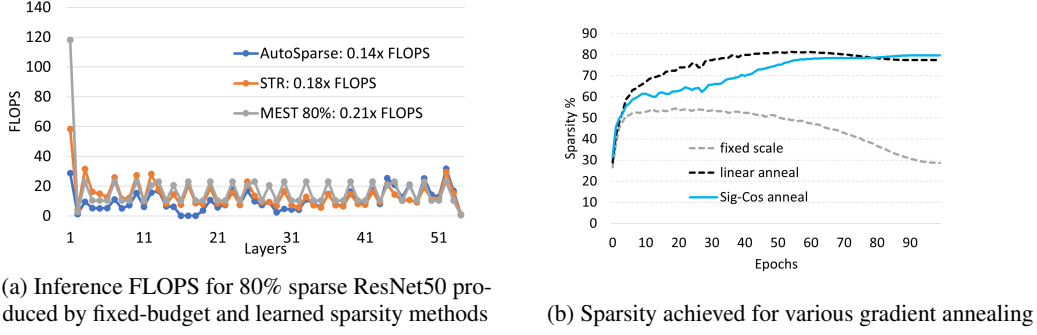 140
120
100
80
60
40
20
0
FLOPS
AutoSparse: 0.14x FLOPS
STR: 0.18x FLOPS
MEST 80%: 0.21x FLOPS
1 11 21 31 41 51
Layers
(a) Inference FLOPS for 80% sparse ResNet50 pro-
duced by fixed-budget and learned sparsity methods
90
80
70
60
50
40
30
20
10
0
Sparsity %
fixed scale
linear anneal
Sig-Cos anneal
0 10 20 30 40 50 60 70 80 90
Epochs
(b) Sparsity achieved for various gradient annealing